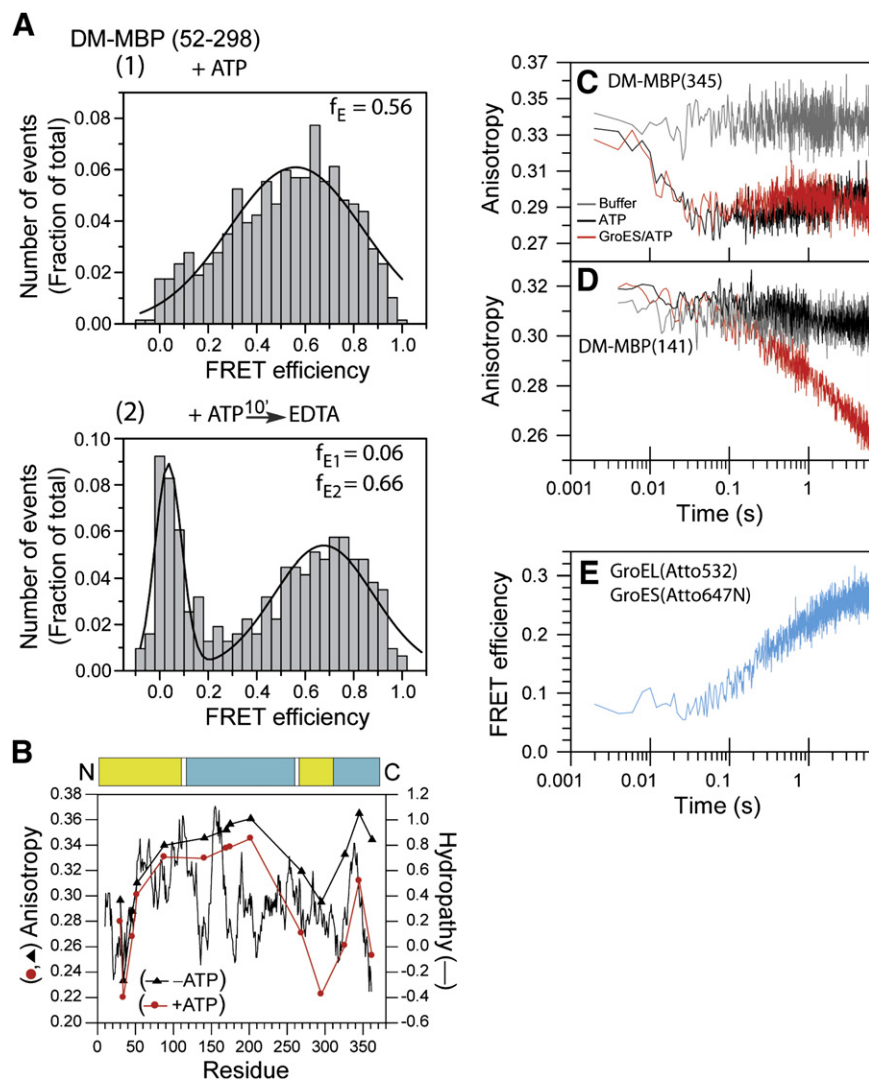 A
DM-MBP (52-298)
(1) + ATP
f_E = 0.56
Number of events
(Fraction of total)
0.08
0.06
0.04
0.02
0.00
0.0 0.2 0.4 0.6 0.8 1.0
FRET efficiency
(2) + ATP 10' → EDTA
f_E1 = 0.06
f_E2 = 0.66
Number of events
(Fraction of total)
0.10
0.08
0.06
0.04
0.02
0.00
0.0 0.2 0.4 0.6 0.8 1.0
FRET efficiency
B
N C
(●,▲) Anisotropy
0.38
0.36
0.34
0.32
0.30
0.28
0.26
0.24
0.22
0.20
(▲ –ATP)
(● +ATP)
1.2
1.0
0.8
0.6
0.4
0.2
0.0
-0.2
-0.4
-0.6
Hydropathy (—)
0 50 100 150 200 250 300 350
Residue
C DM-MBP(345)
Anisotropy
0.37
0.35
0.33
0.31
0.29
0.27
Buffer
ATP
GroES/ATP
D
DM-MBP(141)
Anisotropy
0.32
0.30
0.28
0.26
0.001 0.01 0.1 1
Time (s)
E GroEL(Atto532)
GroES(Atto647N)
FRET efficiency
0.3
0.2
0.1
0.0
0.001 0.01 0.1 1
Time (s)